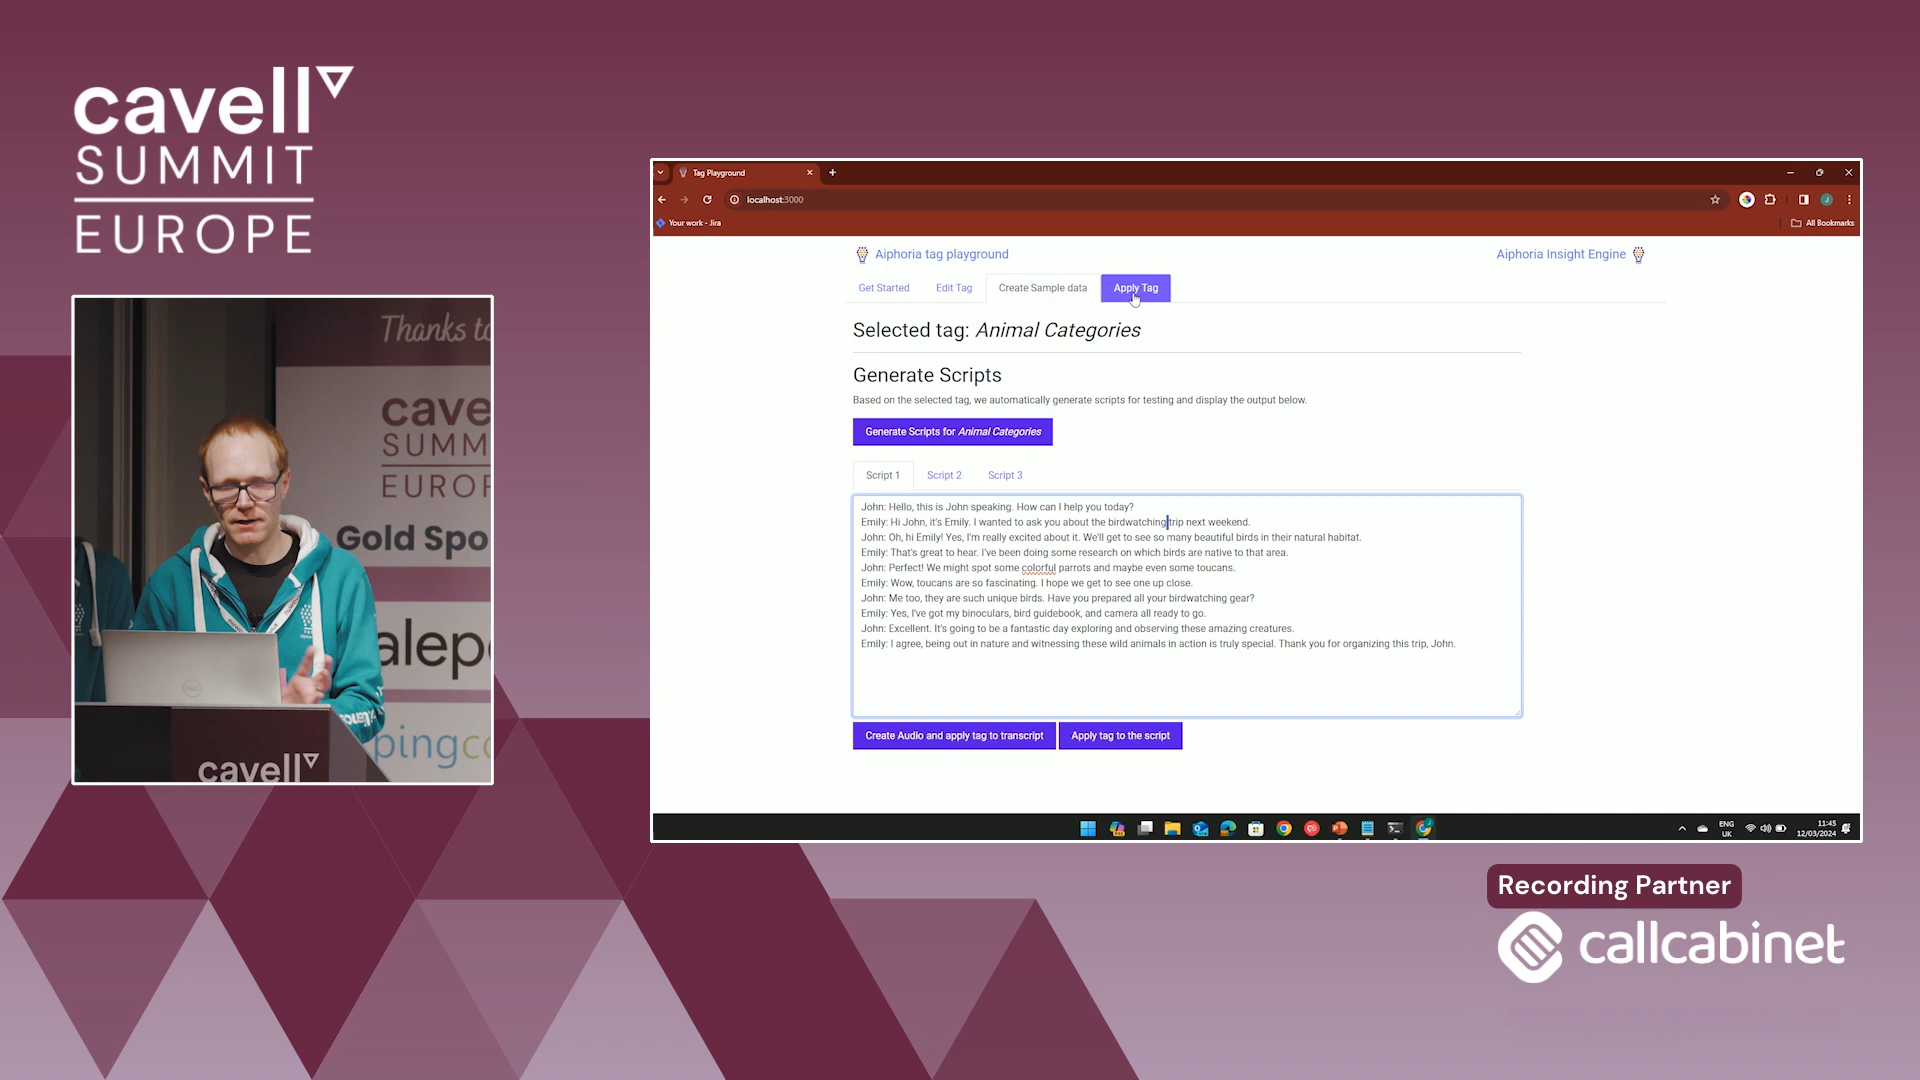 cavell
SUMMIT
EUROPE
Thanks to
cave
SUMM
EUROP
Gold Spo
alep
pingco
cavell
Tag Playground
localhost:3000
Your work - Jira
All Bookmarks
Aiphoria tag playground
Aiphoria Insight Engine
Get Started
Edit Tag
Create Sample data
Apply Tag
Selected tag: Animal Categories
Generate Scripts
Based on the selected tag, we automatically generate scripts for testing and display the output below.
Generate Scripts for Animal Categories
Script 1
Script 2
Script 3
John: Hello, this is John speaking. How can I help you today?
Emily: Hi John, it's Emily. I wanted to ask you about the birdwatching trip next weekend.
John: Oh, hi Emily! Yes, I'm really excited about it. We'll get to see so many beautiful birds in their natural habitat.
Emily: That's great to hear. I've been doing some research on which birds are native to that area.
John: Perfect! We might spot some colorful parrots and maybe even some toucans.
Emily: Wow, toucans are so fascinating. I hope we get to see one up close.
John: Me too, they are such unique birds. Have you prepared all your birdwatching gear?
Emily: Yes, I've got my binoculars, bird guidebook, and camera all ready to go.
John: Excellent. It's going to be a fantastic day exploring and observing these amazing creatures.
Emily: I agree, being out in nature and witnessing these wild animals in action is truly special. Thank you for organizing this trip, John.
Create Audio and apply tag to transcript
Apply tag to the script
ENG
UK
11:45
12/03/2024
Recording Partner
callcabinet